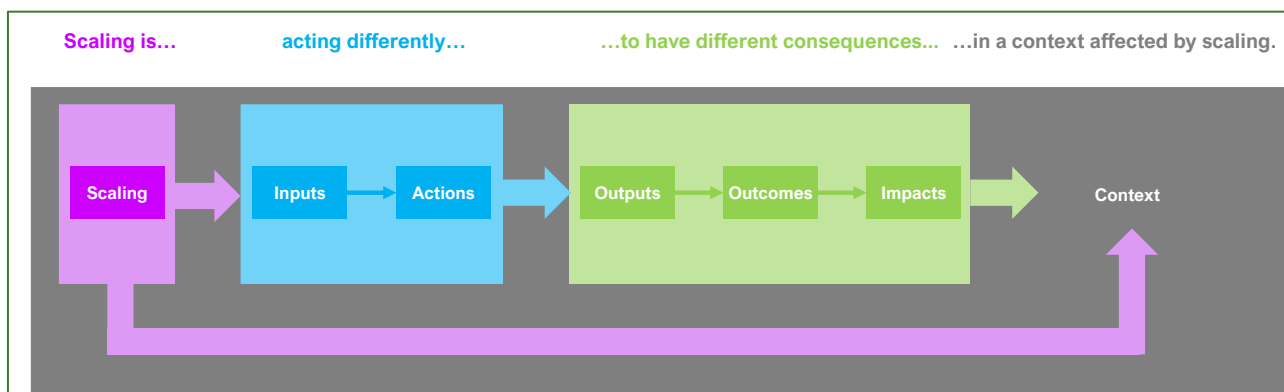 Scaling is…
acting differently…
…to have different consequences...
…in a context affected by scaling.
Scaling
Inputs
Actions
Outputs
Outcomes
Impacts
Context